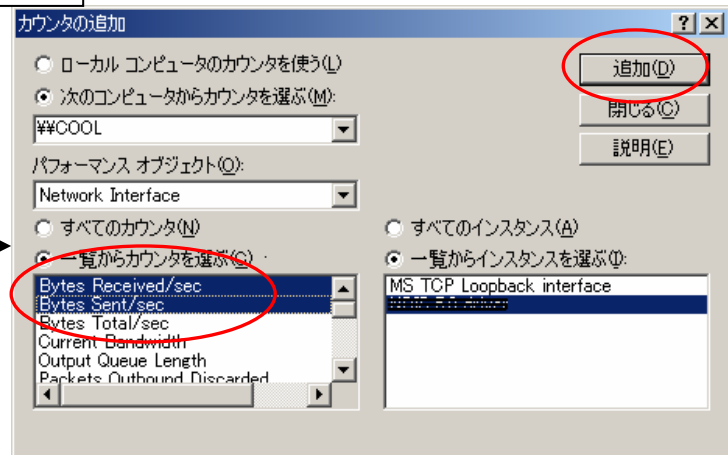 カウンタの追加
ローカル コンピュータのカウンタを使う(L)
次のコンピュータからカウンタを選ぶ(M):
¥¥COOL
パフォーマンス オブジェクト(O):
Network Interface
すべてのカウンタ(N)
一覧からカウンタを選ぶ(C) :
Bytes Received/sec
Bytes Sent/sec
Bytes Total/sec
Current Bandwidth
Output Queue Length
Packets Outbound Discarded
すべてのインスタンス(A)
一覧からインスタンスを選ぶ(I):
MS TCP Loopback interface
追加(D)
閉じる(C)
説明(E)